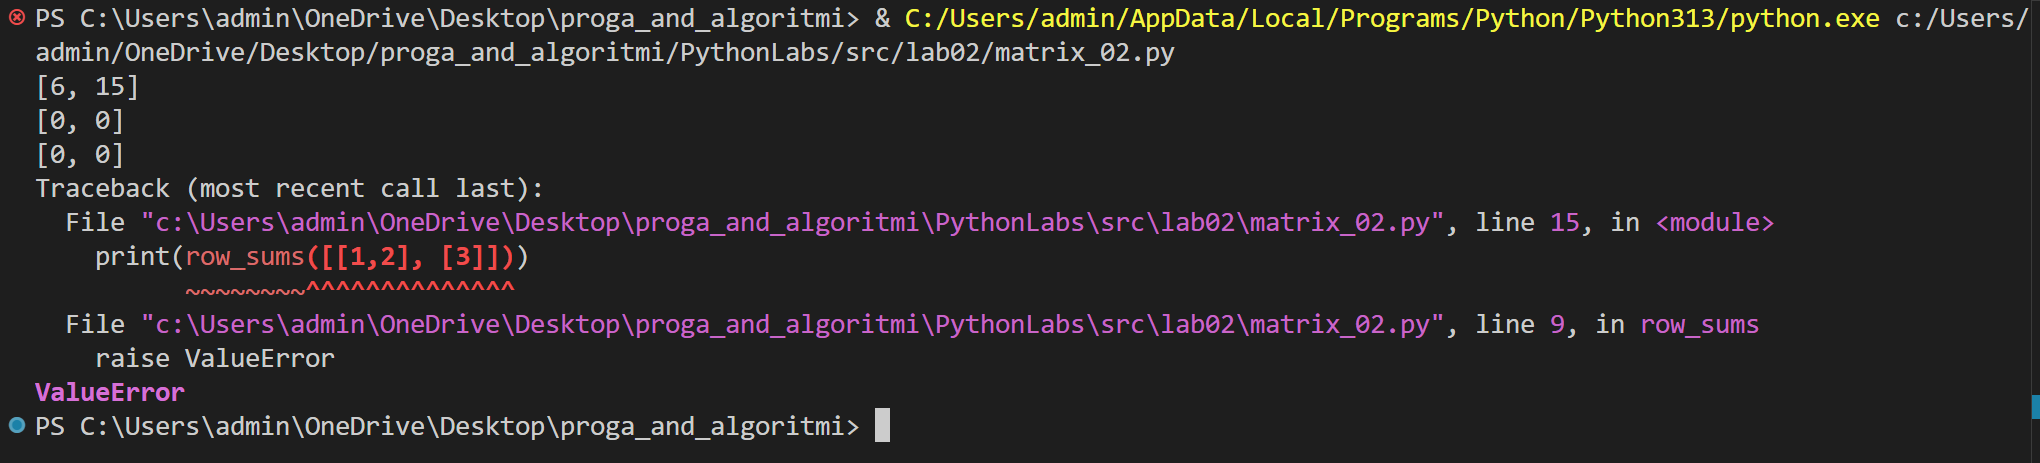 PS C:\Users\admin\OneDrive\Desktop\proga_and_algoritmi> & C:/Users/admin/AppData/Local/Programs/Python/Python313/python.exe c:/Users/
admin/OneDrive/Desktop/proga_and_algoritmi/PythonLabs/src/lab02/matrix_02.py
[6, 15]
[0, 0]
[0, 0]
Traceback (most recent call last):
  File "c:\Users\admin\OneDrive\Desktop\proga_and_algoritmi\PythonLabs\src\lab02\matrix_02.py", line 15, in <module>
    print(row_sums([[1,2], [3]]))
          ~~~~~~~~^^^^^^^^^^^^^^
  File "c:\Users\admin\OneDrive\Desktop\proga_and_algoritmi\PythonLabs\src\lab02\matrix_02.py", line 9, in row_sums
    raise ValueError
ValueError
PS C:\Users\admin\OneDrive\Desktop\proga_and_algoritmi>